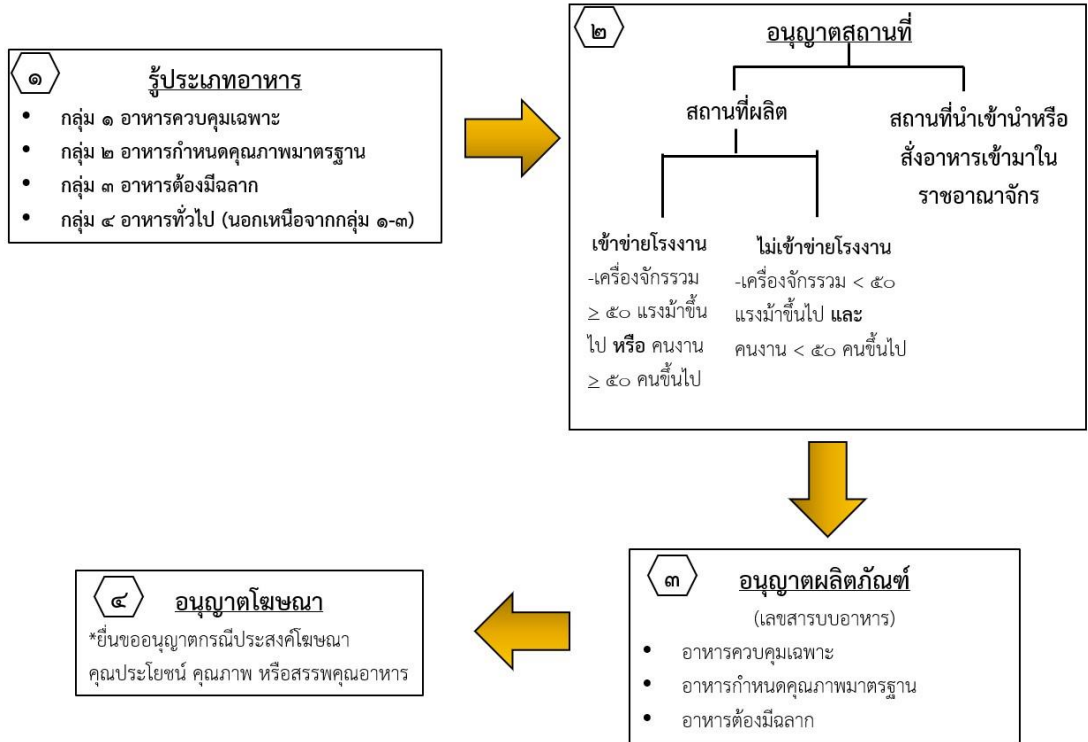 ๑
รู้ประเภทอาหาร
• กลุ่ม ๑ อาหารควบคุมเฉพาะ
• กลุ่ม ๒ อาหารกำหนดคุณภาพมาตรฐาน
• กลุ่ม ๓ อาหารต้องมีฉลาก
• กลุ่ม ๔ อาหารทั่วไป (นอกเหนือจากกลุ่ม ๑-๓)
๒
อนุญาตสถานที่
สถานที่ผลิต
สถานที่นำเข้านำหรือ
สั่งอาหารเข้ามาใน
ราชอาณาจักร
เข้าข่ายโรงงาน
-เครื่องจักรรวม
≥ ๕๐ แรงม้าขึ้น
ไป หรือ คนงาน
≥ ๕๐ คนขึ้นไป
ไม่เข้าข่ายโรงงาน
-เครื่องจักรรวม < ๕๐
แรงม้าขึ้นไป และ
คนงาน < ๕๐ คนขึ้นไป
๓
อนุญาตผลิตภัณฑ์
(เลขสารบบอาหาร)
• อาหารควบคุมเฉพาะ
• อาหารกำหนดคุณภาพมาตรฐาน
• อาหารต้องมีฉลาก
๔
อนุญาตโฆษณา
*ยื่นขออนุญาตกรณีประสงค์โฆษณา
คุณประโยชน์ คุณภาพ หรือสรรพคุณอาหาร